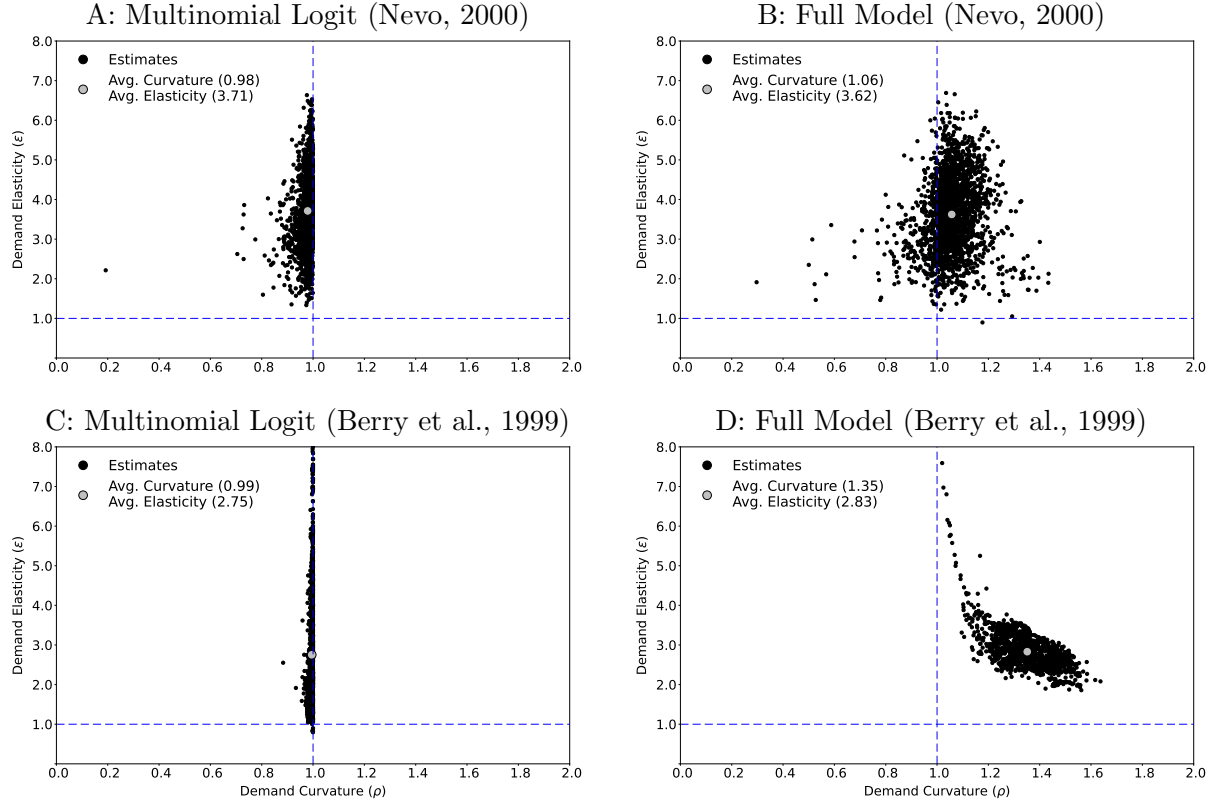 A: Multinomial Logit (Nevo, 2000)
8.0
7.0
6.0
5.0
4.0
3.0
2.0
1.0
Demand Elasticity (ε)
Estimates
Avg. Curvature (0.98)
Avg. Elasticity (3.71)
0.0 0.2 0.4 0.6 0.8 1.0 1.2 1.4 1.6 1.8 2.0
B: Full Model (Nevo, 2000)
8.0
7.0
6.0
5.0
4.0
3.0
2.0
1.0
Demand Elasticity (ε)
Estimates
Avg. Curvature (1.06)
Avg. Elasticity (3.62)
0.0 0.2 0.4 0.6 0.8 1.0 1.2 1.4 1.6 1.8 2.0
C: Multinomial Logit (Berry et al., 1999)
8.0
7.0
6.0
5.0
4.0
3.0
2.0
1.0
Demand Elasticity (ε)
Estimates
Avg. Curvature (0.99)
Avg. Elasticity (2.75)
0.0 0.2 0.4 0.6 0.8 1.0 1.2 1.4 1.6 1.8 2.0
Demand Curvature (ρ)
D: Full Model (Berry et al., 1999)
8.0
7.0
6.0
5.0
4.0
3.0
2.0
1.0
Demand Elasticity (ε)
Estimates
Avg. Curvature (1.35)
Avg. Elasticity (2.83)
0.0 0.2 0.4 0.6 0.8 1.0 1.2 1.4 1.6 1.8 2.0
Demand Curvature (ρ)